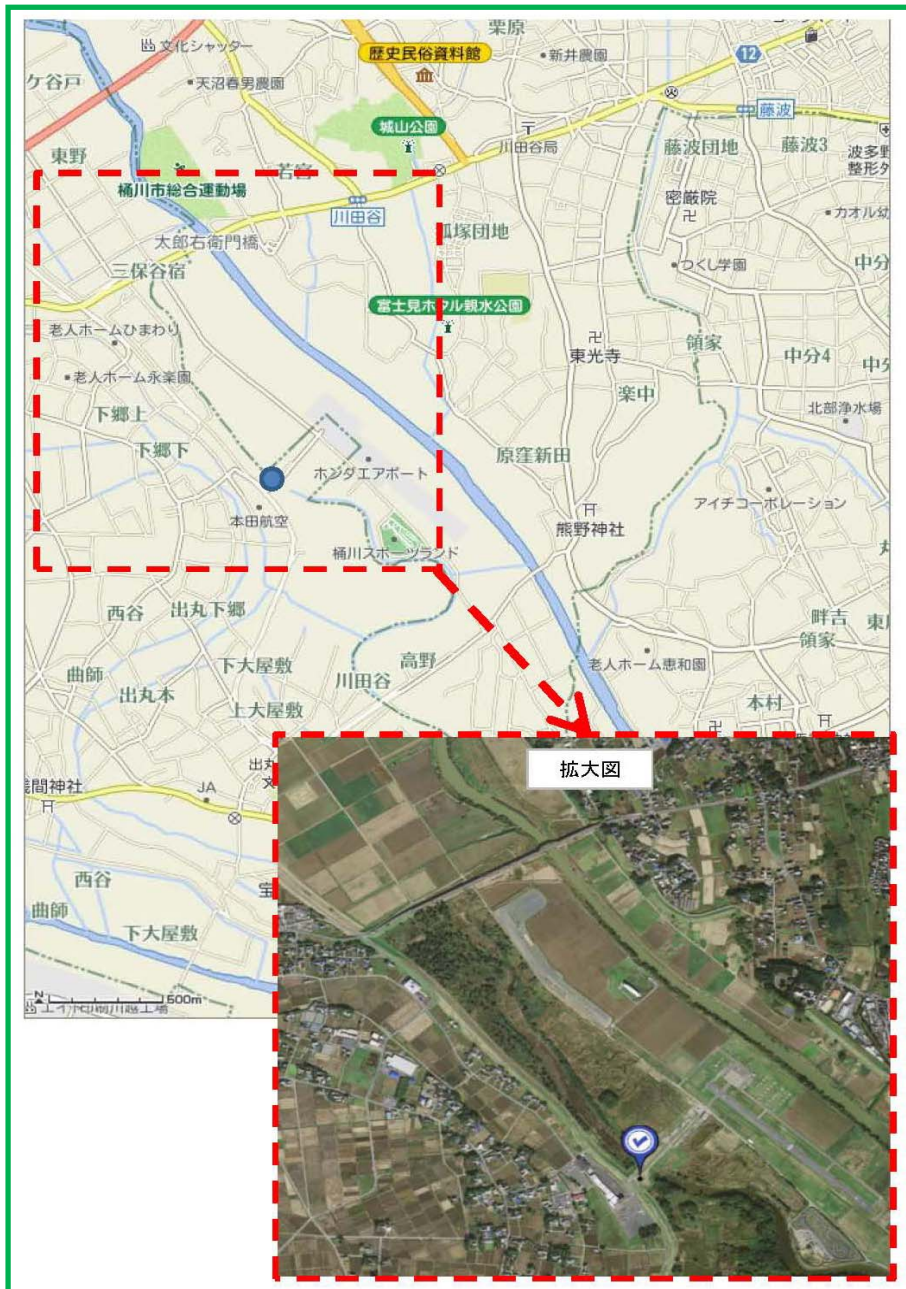 栗原
文化シャッター
歴史民俗資料館
新井農園
12
ケ谷戸
天沼春男農園
城山公園
川田谷局
藤波
藤波団地
藤波3
東野
若宮
波多野
整形外
桶川市総合運動場
密厳院
川田谷
カオル幼
太郎右衛門橋
狐塚団地
つくし学園
中分
三保谷宿
富士見ホタル親水公園
老人ホームひまわり
東光寺
領家
中分4
中分
老人ホーム永楽園
楽中
下郷上
北部浄水場
下郷下
原窪新田
ホンダエアポート
アイチコーポレーション
本田航空
熊野神社
桶川スポーツランド
西谷
出丸下郷
畔吉
領家
東
下大屋敷
高野
老人ホーム恵和園
曲師
川田谷
出丸本
本村
上大屋敷
拡大図
出丸
浅間神社
文
JA
西谷
宝
曲師
下大屋敷
500m